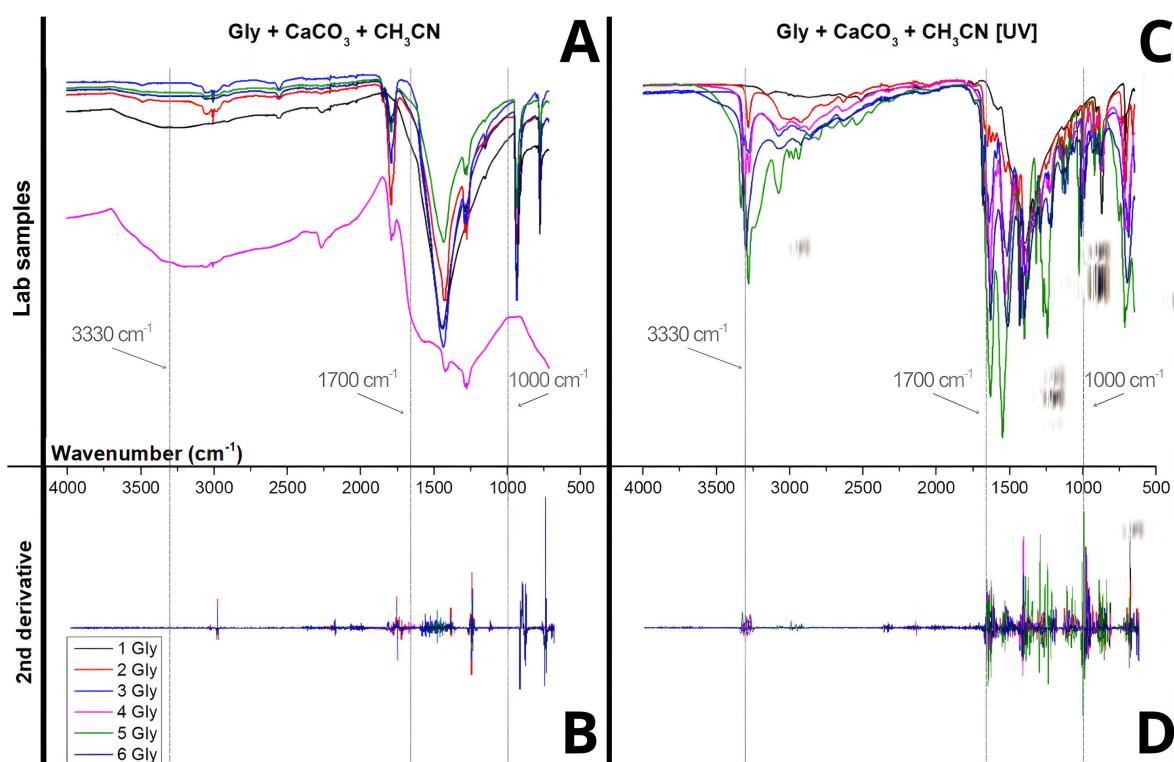 Gly + CaCO₃ + CH₃CN
A
Gly + CaCO₃ + CH₃CN [UV]
C
Lab samples
3330 cm⁻¹
1700 cm⁻¹
1000 cm⁻¹
3330 cm⁻¹
1700 cm⁻¹
1000 cm⁻¹
Wavenumber (cm⁻¹)
4000 3500 3000 2500 2000 1500 1000 500
4000 3500 3000 2500 2000 1500 1000 500
2nd derivative
1 Gly
2 Gly
3 Gly
4 Gly
5 Gly
6 Gly
B
D